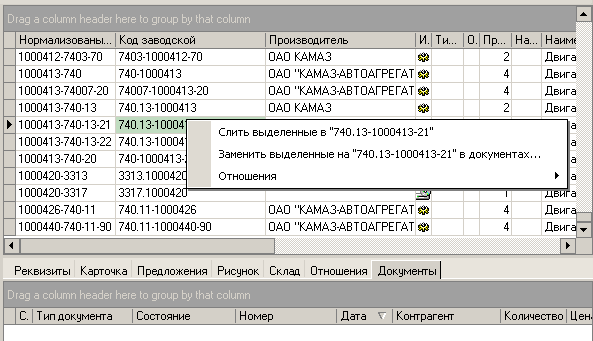 Drag a column header here to group by that column
Нормализованы... Код заводской Производитель И. Ти... О. Пр... На... Наиме
1000412-7403-70 7403-1000412-70 ОАО КАМАЗ 2 Двига
1000413-740 740-1000413 ОАО "КАМАЗ-АВТОАГРЕГАТ 4 Двига
1000413-74007-20 74007-1000413-20 ОАО "КАМАЗ-АВТОАГРЕГАТ 4 Двига
1000413-740-13 740.13-1000413 ОАО КАМАЗ 2 Двига
1000413-740-13-21 740.13-100041
Слить выделенные в "740.13-1000413-21"
1000413-740-13-22 740.13-100041
Заменить выделенные на "740.13-1000413-21" в документах...
1000413-740-20 740-1000413-
Отношения
1000420-3313 3313.1000420
1000420-3317 3317.1000420 1 Двига
1000426-740-11 740.11-1000426 ОАО "КАМАЗ-АВТОАГРЕГАТ 4 Двига
1000440-740-11-90 740.11-1000440-90 ОАО "КАМАЗ-АВТОАГРЕГАТ 4 Двига
Реквизиты Карточка Предложения Рисунок Склад Отношения Документы
Drag a column header here to group by that column
С. Тип документа Состояние Номер Дата Контрагент Количество Цена